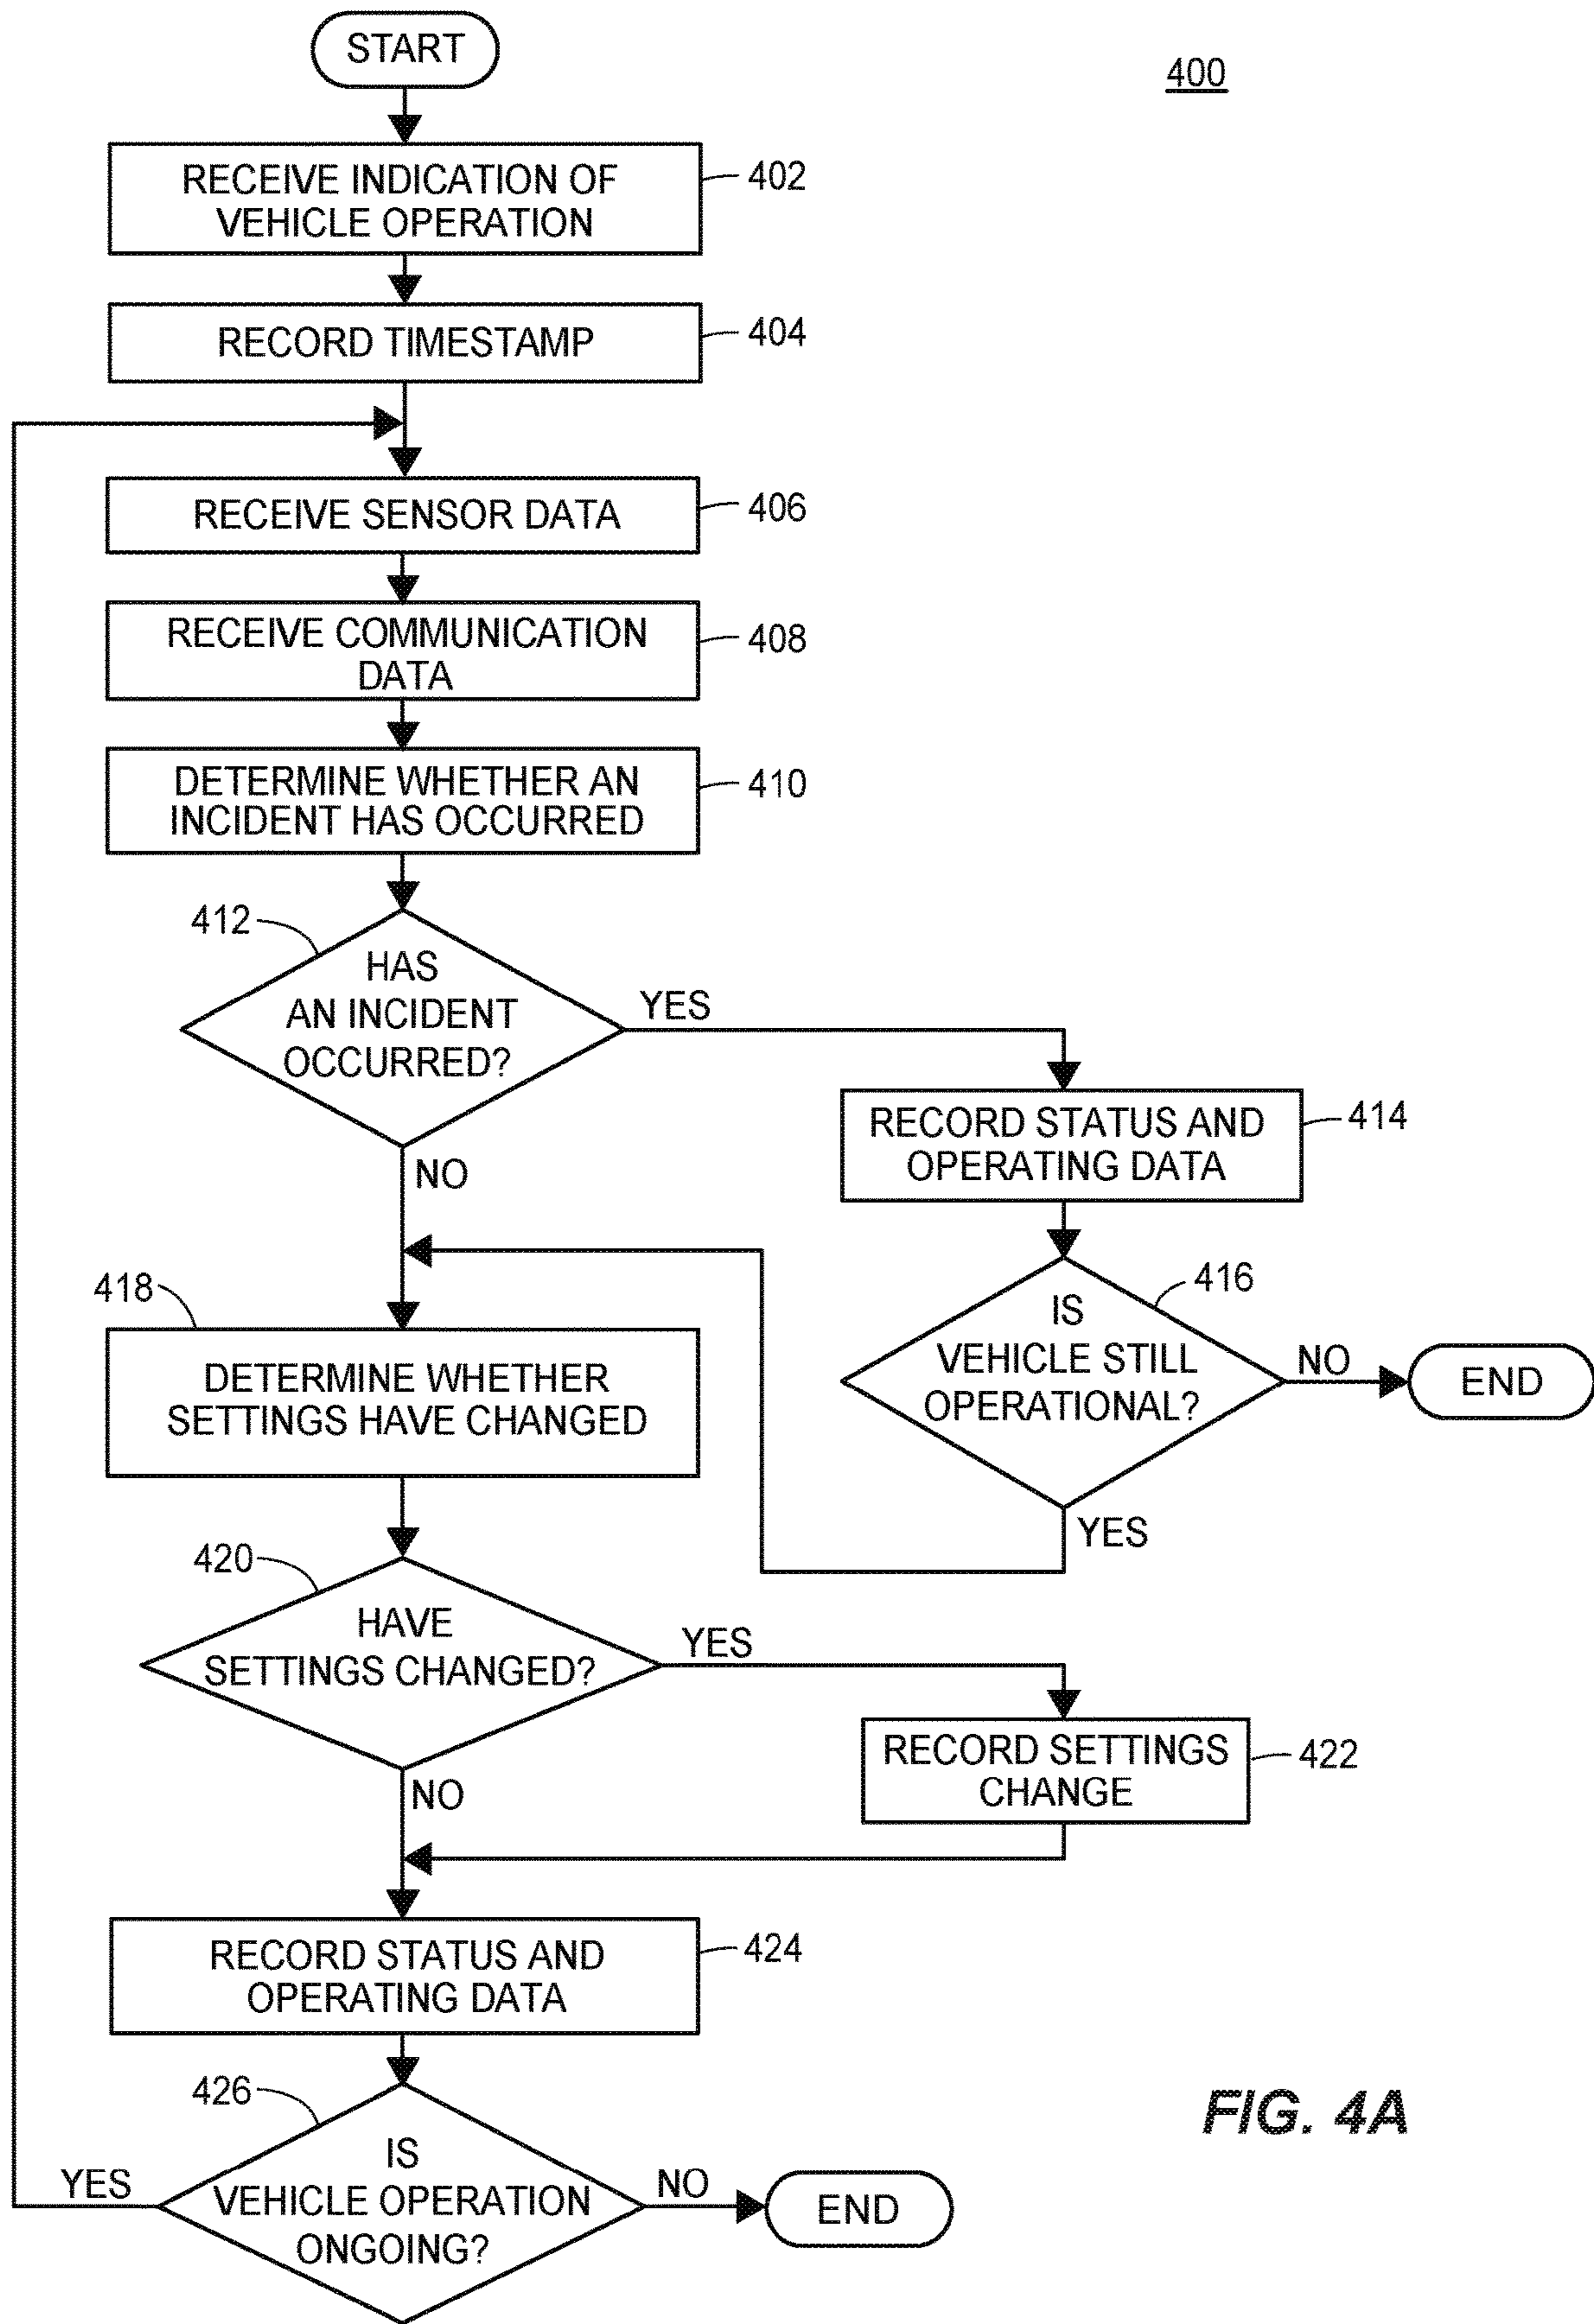 START
400
RECEIVE INDICATION OF
VEHICLE OPERATION
402
RECORD TIMESTAMP
404
RECEIVE SENSOR DATA
406
RECEIVE COMMUNICATION
DATA
408
DETERMINE WHETHER AN
INCIDENT HAS OCCURRED
410
412
HAS
AN INCIDENT
OCCURRED?
YES
NO
RECORD STATUS AND
OPERATING DATA
414
416
IS
VEHICLE STILL
OPERATIONAL?
NO
END
YES
418
DETERMINE WHETHER
SETTINGS HAVE CHANGED
420
HAVE
SETTINGS CHANGED?
YES
NO
RECORD SETTINGS
CHANGE
422
RECORD STATUS AND
OPERATING DATA
424
426
IS
VEHICLE OPERATION
ONGOING?
YES
NO
END
FIG. 4A